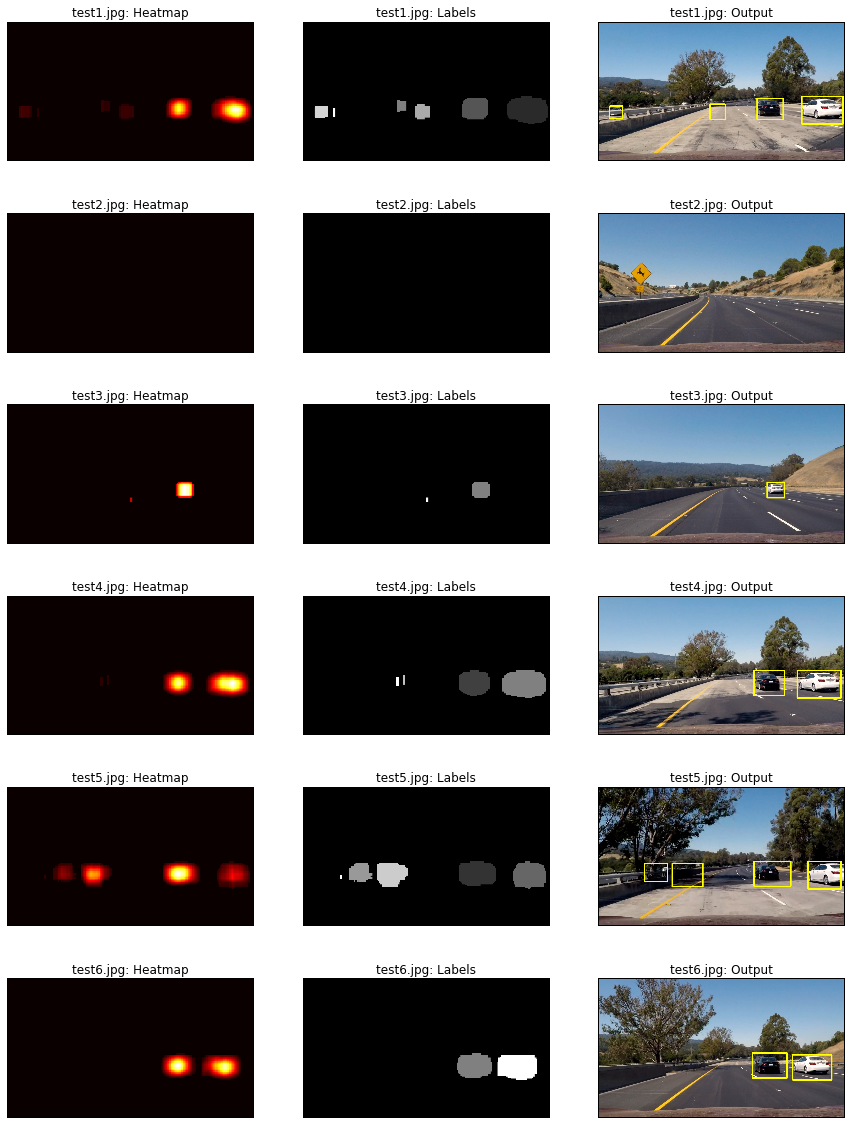 test1.jpg: Heatmap
test1.jpg: Labels
test1.jpg: Output
test2.jpg: Heatmap
test2.jpg: Labels
test2.jpg: Output
test3.jpg: Heatmap
test3.jpg: Labels
test3.jpg: Output
test4.jpg: Heatmap
test4.jpg: Labels
test4.jpg: Output
test5.jpg: Heatmap
test5.jpg: Labels
test5.jpg: Output
test6.jpg: Heatmap
test6.jpg: Labels
test6.jpg: Output